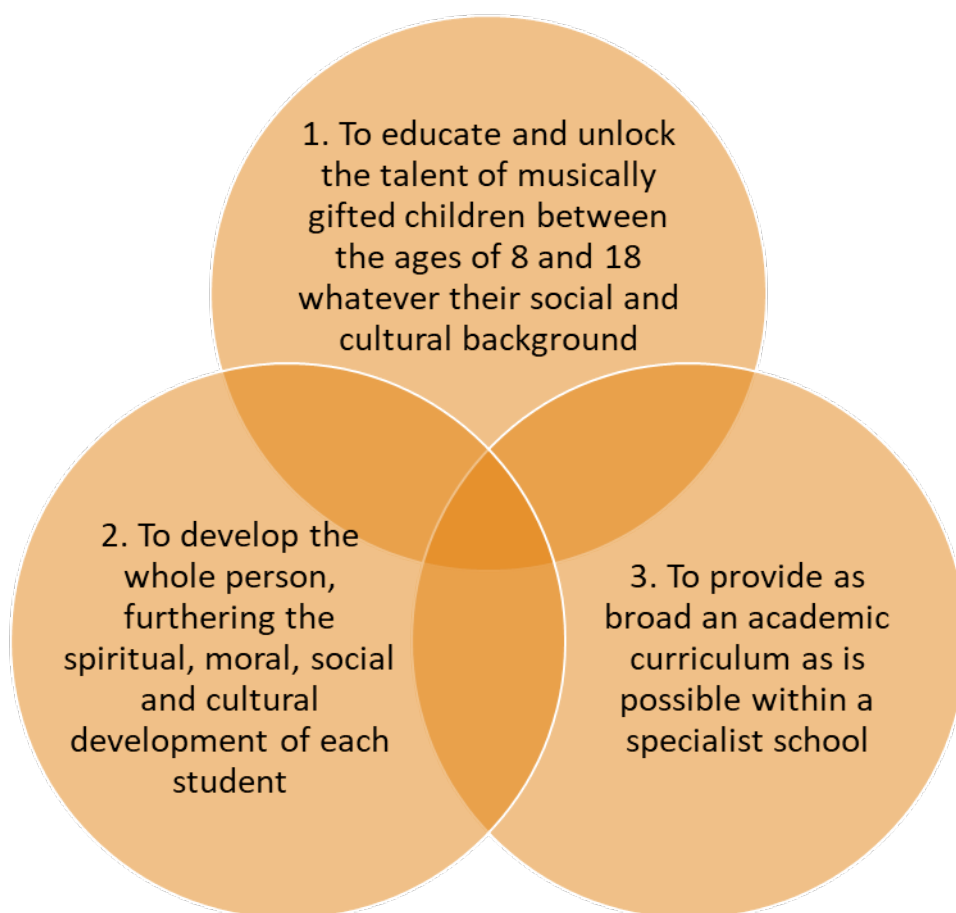 1. To educate and unlock
the talent of musically
gifted children between
the ages of 8 and 18
whatever their social and
cultural background
2. To develop the
whole person,
furthering the
spiritual, moral, social
and cultural
development of each
student
3. To provide as
broad an academic
curriculum as is
possible within a
specialist school